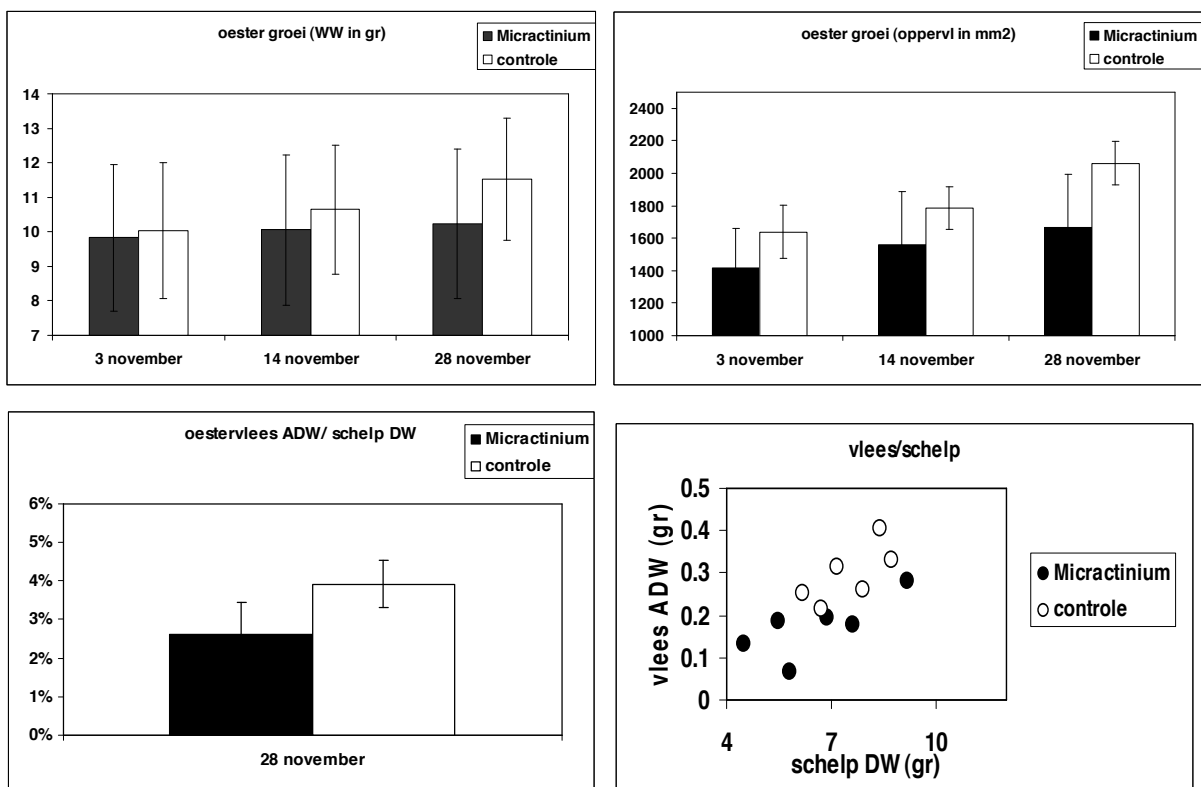 oester groei (WW in gr)
Micractinium
controle
14
13
12
11
10
9
8
7
3 november
14 november
28 november
oester groei (oppervl in mm2)
Micractinium
controle
2400
2200
2000
1800
1600
1400
1200
1000
3 november
14 november
28 november
oestervlees ADW/ schelp DW
Micractinium
controle
6%
5%
4%
3%
2%
1%
0%
28 november
vlees/schelp
vlees ADW (gr)
0.5
0.4
0.3
0.2
0.1
0
4
7
10
schelp DW (gr)
Micractinium
controle